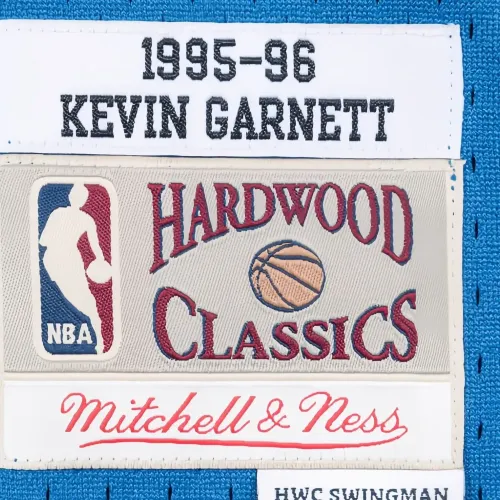 1995-96
KEVIN GARNETT
HARDWOOD
CLASSICS
NBA
Mitchell & Ness
HWC SWINGMAN